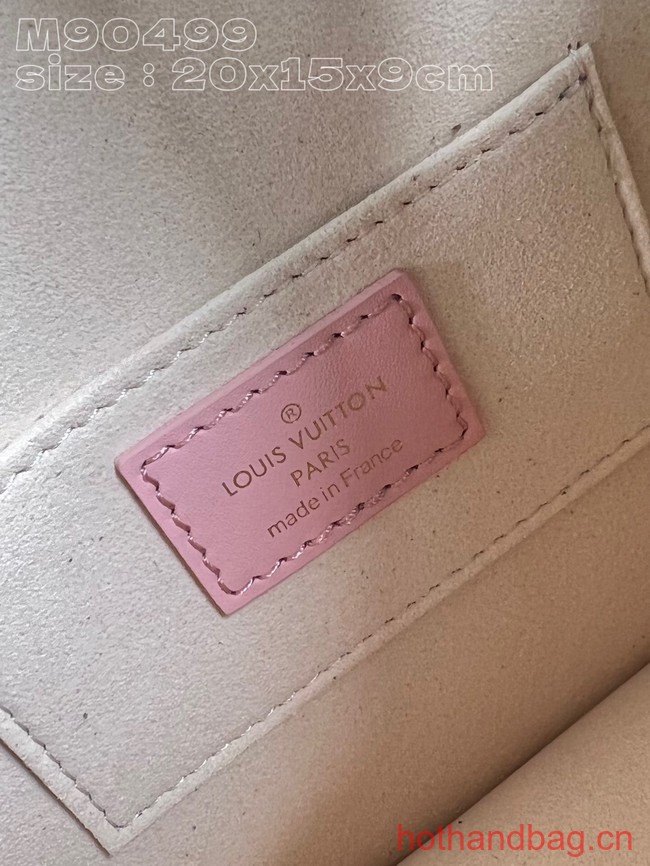 M90499
size : 20x15x9cm
®
LOUIS VUITTON
PARIS
made in France
hothandbag.cn